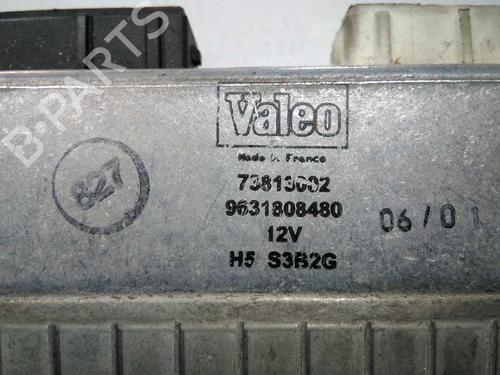 B-PARTS
Valeo
Made in France
73813002
9631808480
12V
H5 S3B2G
827
06/01